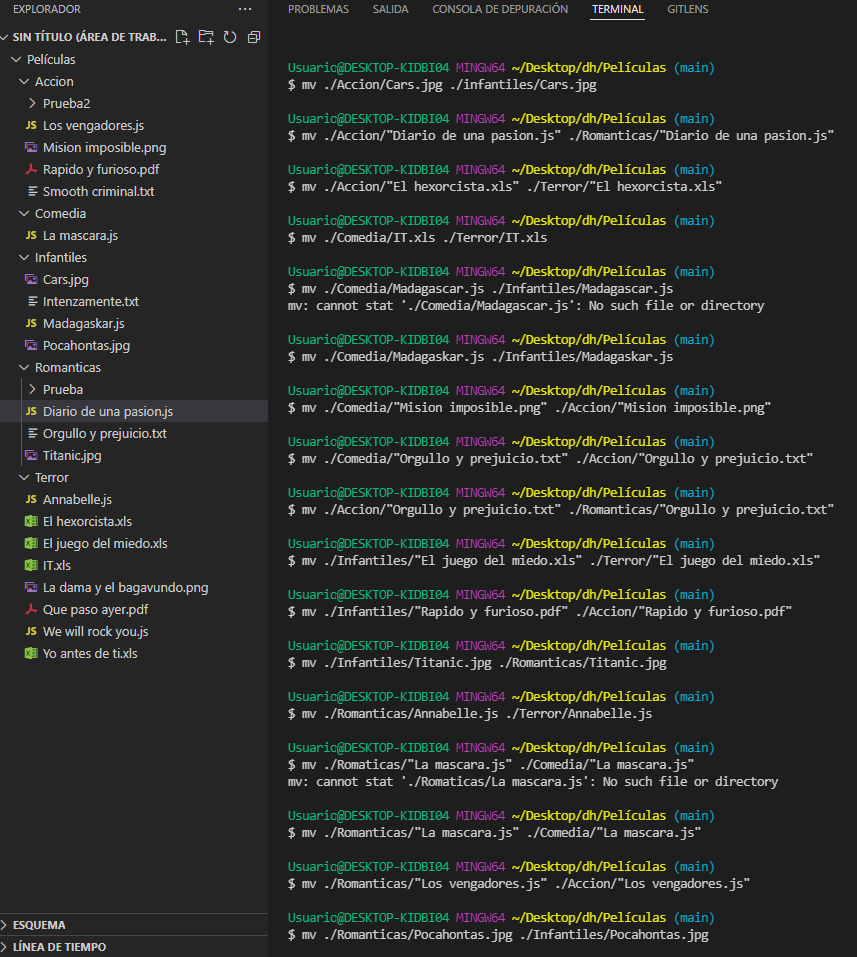 EXPLORADOR
SIN TÍTULO (ÁREA DE TRAB...
Películas
Accion
Prueba2
JS Los vengadores.js
Mision imposible.png
Rapido y furioso.pdf
Smooth criminal.txt
Comedia
JS La mascara.js
Infantiles
Cars.jpg
Intenzamente.txt
JS Madagaskar.js
Pocahontas.jpg
Romanticas
Prueba
JS Diario de una pasion.js
Orgullo y prejuicio.txt
Titanic.jpg
Terror
JS Annabelle.js
El hexorcista.xls
El juego del miedo.xls
IT.xls
La dama y el bagavundo.png
Que paso ayer.pdf
JS We will rock you.js
Yo antes de ti.xls
ESQUEMA
LÍNEA DE TIEMPO
PROBLEMAS SALIDA CONSOLA DE DEPURACIÓN TERMINAL GITLENS
Usuario@DESKTOP-KIDBI04 MINGW64 ~/Desktop/dh/Películas (main)
$ mv ./Accion/Cars.jpg ./infantiles/Cars.jpg
Usuario@DESKTOP-KIDBI04 MINGW64 ~/Desktop/dh/Películas (main)
$ mv ./Accion/"Diario de una pasion.js" ./Romanticas/"Diario de una pasion.js"
Usuario@DESKTOP-KIDBI04 MINGW64 ~/Desktop/dh/Películas (main)
$ mv ./Accion/"El hexorcista.xls" ./Terror/"El hexorcista.xls"
Usuario@DESKTOP-KIDBI04 MINGW64 ~/Desktop/dh/Películas (main)
$ mv ./Comedia/IT.xls ./Terror/IT.xls
Usuario@DESKTOP-KIDBI04 MINGW64 ~/Desktop/dh/Películas (main)
$ mv ./Comedia/Madagascar.js ./Infantiles/Madagascar.js
mv: cannot stat './Comedia/Madagascar.js': No such file or directory
Usuario@DESKTOP-KIDBI04 MINGW64 ~/Desktop/dh/Películas (main)
$ mv ./Comedia/Madagaskar.js ./Infantiles/Madagaskar.js
Usuario@DESKTOP-KIDBI04 MINGW64 ~/Desktop/dh/Películas (main)
$ mv ./Comedia/"Mision imposible.png" ./Accion/"Mision imposible.png"
Usuario@DESKTOP-KIDBI04 MINGW64 ~/Desktop/dh/Películas (main)
$ mv ./Comedia/"Orgullo y prejuicio.txt" ./Accion/"Orgullo y prejuicio.txt"
Usuario@DESKTOP-KIDBI04 MINGW64 ~/Desktop/dh/Películas (main)
$ mv ./Accion/"Orgullo y prejuicio.txt" ./Romanticas/"Orgullo y prejuicio.txt"
Usuario@DESKTOP-KIDBI04 MINGW64 ~/Desktop/dh/Películas (main)
$ mv ./Infantiles/"El juego del miedo.xls" ./Terror/"El juego del miedo.xls"
Usuario@DESKTOP-KIDBI04 MINGW64 ~/Desktop/dh/Películas (main)
$ mv ./Infantiles/"Rapido y furioso.pdf" ./Accion/"Rapido y furioso.pdf"
Usuario@DESKTOP-KIDBI04 MINGW64 ~/Desktop/dh/Películas (main)
$ mv ./Infantiles/Titanic.jpg ./Romanticas/Titanic.jpg
Usuario@DESKTOP-KIDBI04 MINGW64 ~/Desktop/dh/Películas (main)
$ mv ./Romanticas/Annabelle.js ./Terror/Annabelle.js
Usuario@DESKTOP-KIDBI04 MINGW64 ~/Desktop/dh/Películas (main)
$ mv ./Romaticas/"La mascara.js" ./Comedia/"La mascara.js"
mv: cannot stat './Romaticas/La mascara.js': No such file or directory
Usuario@DESKTOP-KIDBI04 MINGW64 ~/Desktop/dh/Películas (main)
$ mv ./Romanticas/"La mascara.js" ./Comedia/"La mascara.js"
Usuario@DESKTOP-KIDBI04 MINGW64 ~/Desktop/dh/Películas (main)
$ mv ./Romanticas/"Los vengadores.js" ./Accion/"Los vengadores.js"
Usuario@DESKTOP-KIDBI04 MINGW64 ~/Desktop/dh/Películas (main)
$ mv ./Romanticas/Pocahontas.jpg ./Infantiles/Pocahontas.jpg